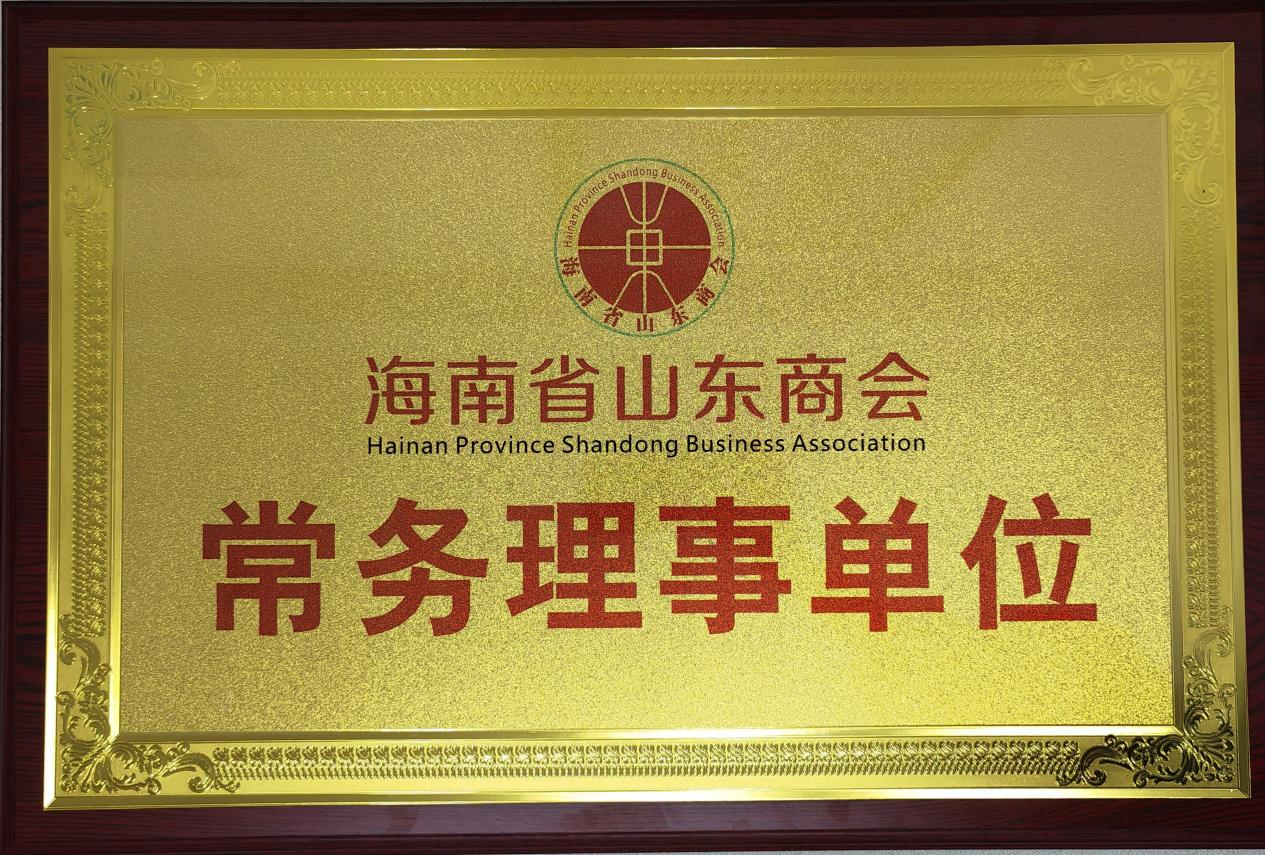 Hainan Province Shandong Business Association
海南省山东商会
海南省山东商会
Hainan Province Shandong Business Association
常务理事单位